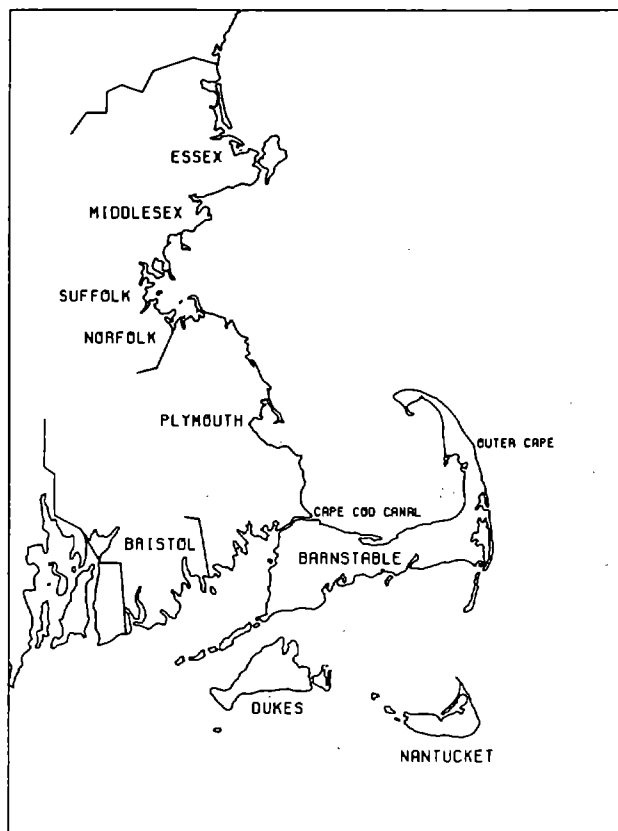 ESSEX
MIDDLESEX
SUFFOLK
NORFOLK
PLYMOUTH
OUTER CAPE
CAPE COD CANAL
BRISTOL
BARNSTABLE
DUKES
NANTUCKET